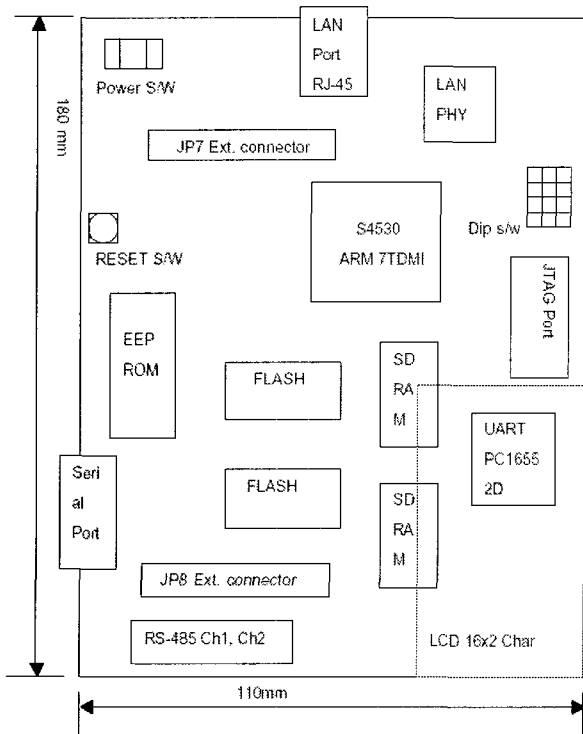 LAN
Port
RJ-45
Power S/W
LAN
PHY
180 mm
JP7 Ext. connector
S4530
ARM 7TDMI
Dip s/w
RESET S/W
JTAG Port
EEP
ROM
FLASH
SD
RA
M
UART
PC1655
2D
Seri
al
Port
FLASH
SD
RA
M
JP8 Ext. connector
RS-485 Ch1, Ch2
LCD 16x2 Char
110mm